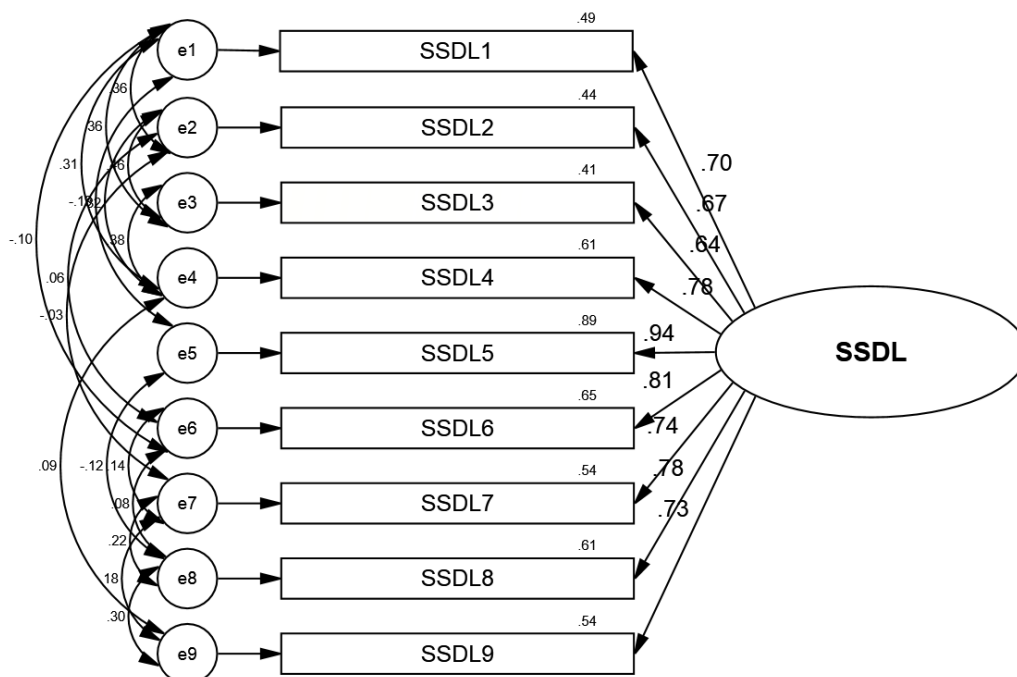 .49
e1
SSDL1
.36
.44
e2
SSDL2
.70
.36
.67
.31
.41
e3
SSDL3
.64
-.10
.38
.61
e4
SSDL4
.78
.06
-.03
.89
e5
SSDL5
.94
SSDL
.81
.65
e6
SSDL6
.74
.09
-.12
.14
.78
.54
e7
SSDL7
.08
.73
.22
.61
e8
SSDL8
.18
.30
.54
e9
SSDL9